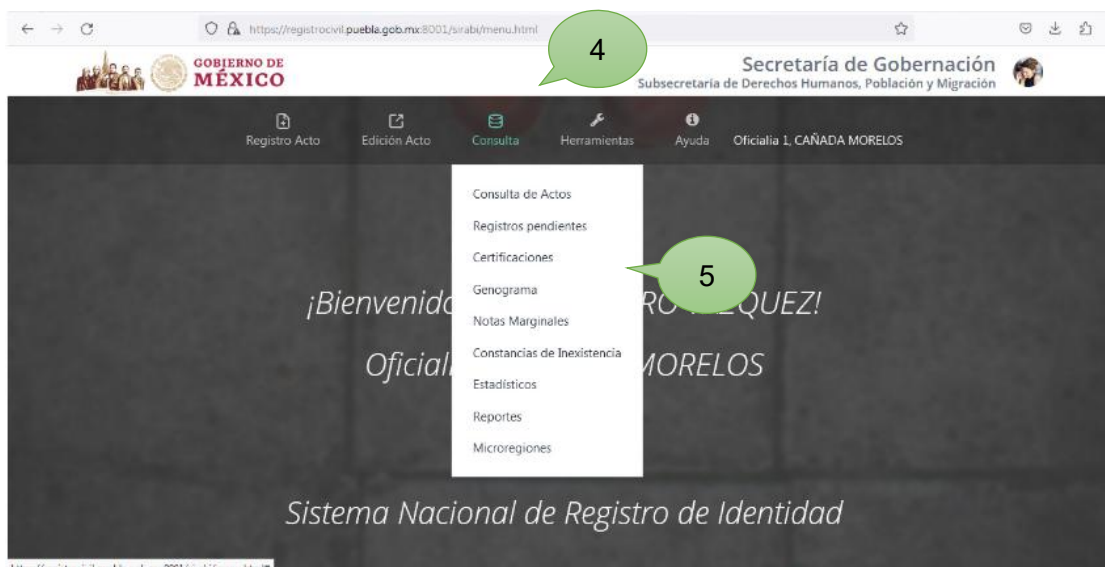 https://registrocivil.puebla.gob.mx:8001/sirabi/menu.html
4
GOBIERNO DE
MÉXICO
Secretaría de Gobernación
Subsecretaría de Derechos Humanos, Población y Migración
Registro Acto
Edición Acto
Consulta
Herramientas
Ayuda
Oficialia 1, CAÑADA MORELOS
Consulta de Actos
Registros pendientes
Certificaciones
5
Genograma
¡Bienvenido QUEZ!
Notas Marginales
Constancias de Inexistencia
MORELOS
Estadísticos
Reportes
Microregiones
Sistema Nacional de Registro de Identidad